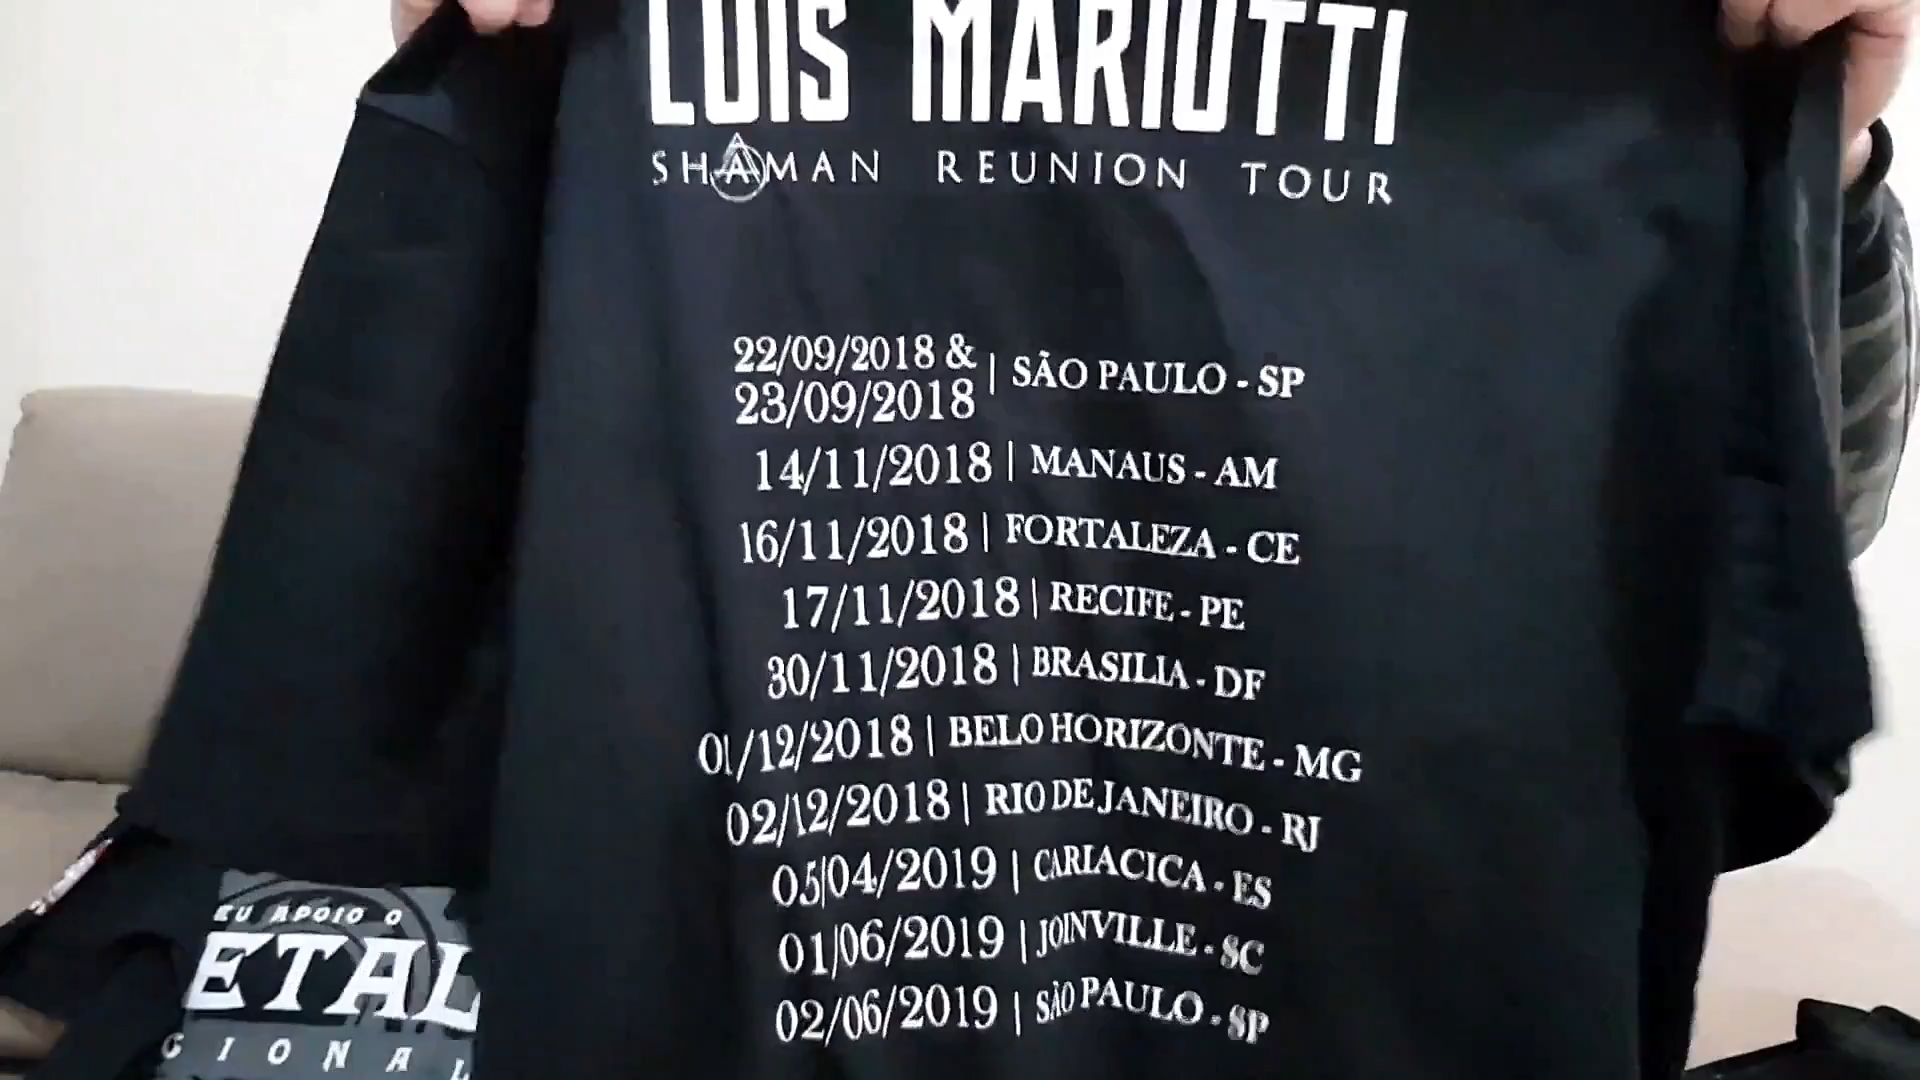 LUIS MARIUTTI
SHAMAN REUNION TOUR
22/09/2018 &
23/09/2018 | SÃO PAULO - SP
14/11/2018 | MANAUS - AM
16/11/2018 | FORTALEZA - CE
17/11/2018 | RECIFE - PE
30/11/2018 | BRASILIA - DF
01/12/2018 | BELO HORIZONTE - MG
02/12/2018 | RIO DE JANEIRO - RJ
05/04/2019 | CARIACICA - ES
01/06/2019 | JOINVILLE - SC
02/06/2019 | SÃO PAULO - SP
EU APOIO O
ETAL
CIONAL